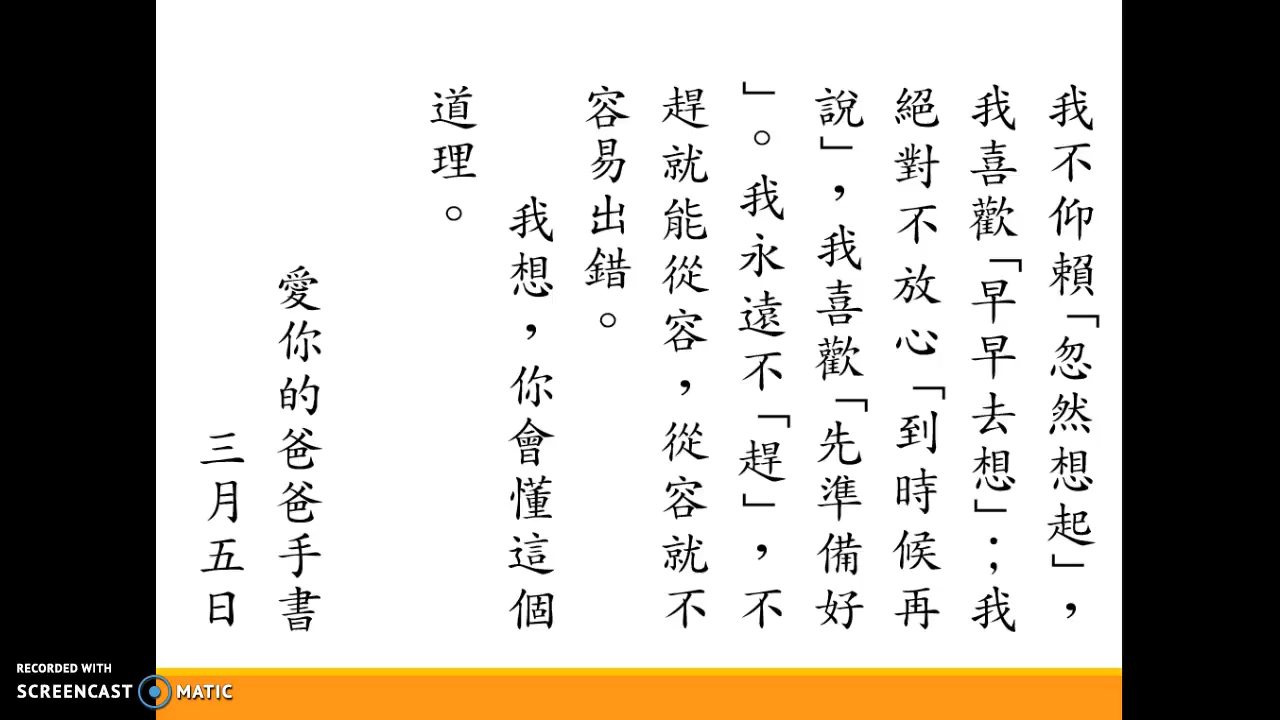 我不仰賴「忽然想起」，
我喜歡「早早去想」；我
絕對不放心「到時候再
說」，我喜歡「先準備好
」。我永遠不「趕」，不
趕就能從容，從容就不
容易出錯。
我想，你會懂這個
道理。
愛你的爸爸手書
三月五日
RECORDED WITH
SCREENCAST MATIC